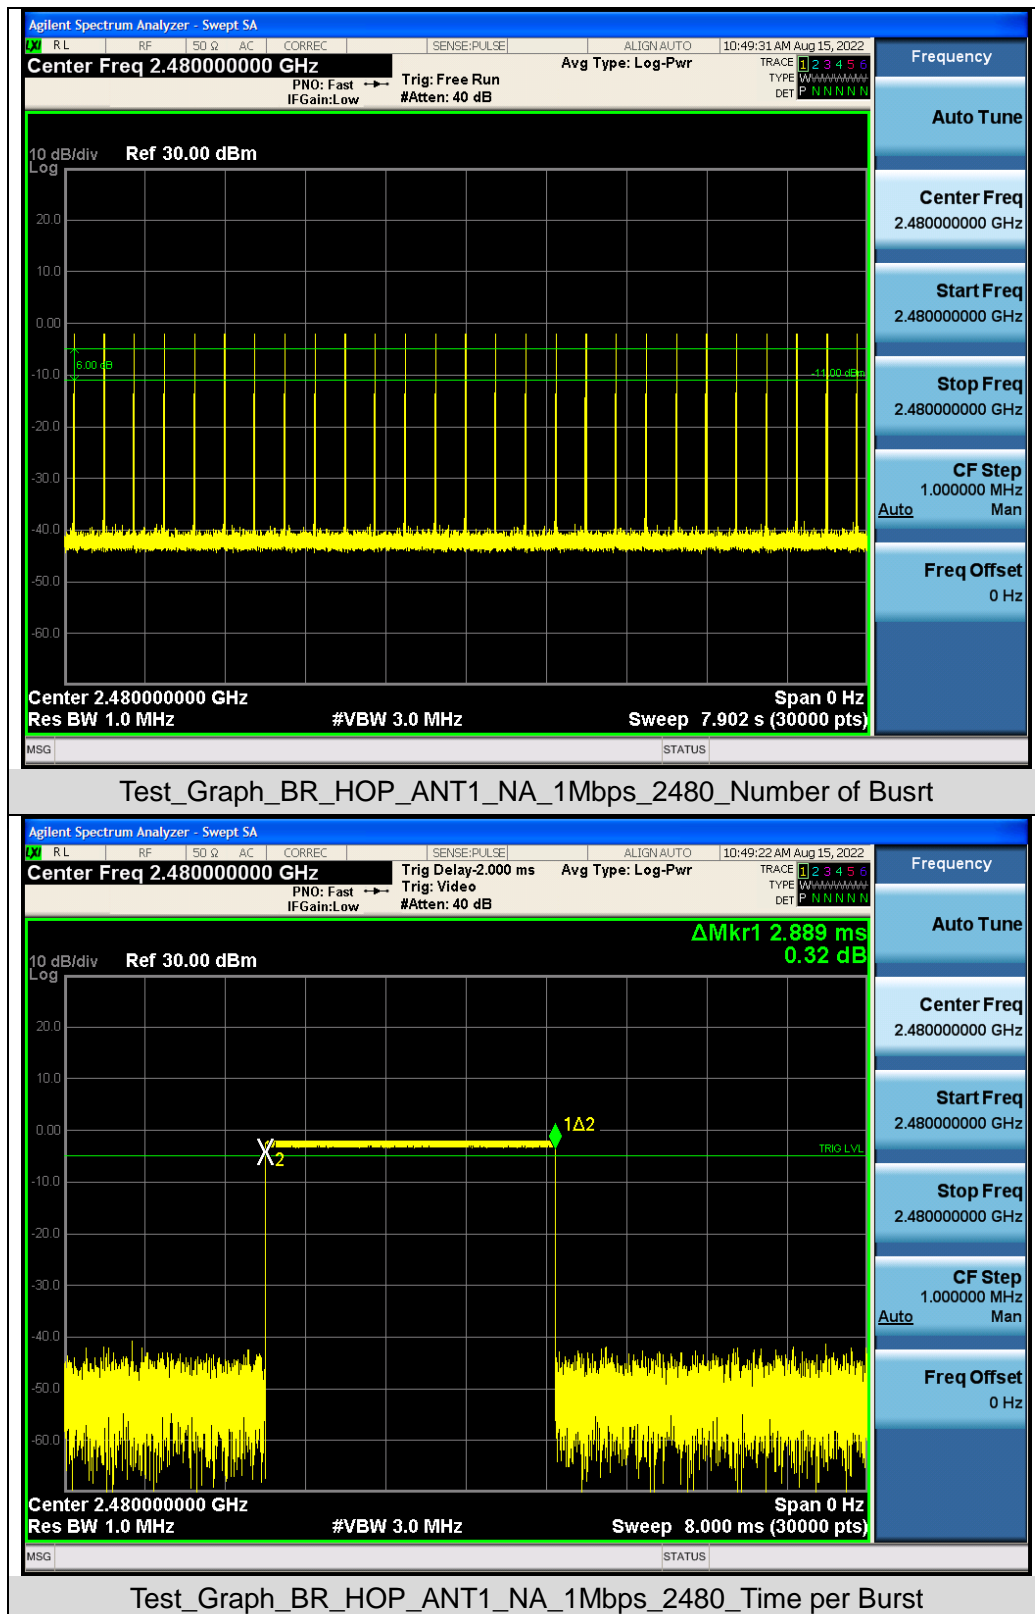 Agilent Spectrum Analyzer - Swept SA
LXI RL RF 50 Ω AC CORREC SENSE:PULSE ALIGN AUTO 10:49:31 AM Aug 15, 2022
Center Freq 2.480000000 GHz Avg Type: Log-Pwr TRACE 1 2 3 4 5 6
PNO: Fast Trig: Free Run TYPE WWWWWW
IFGain:Low #Atten: 40 dB DET P N N N N N
Frequency
Auto Tune
Center Freq
2.480000000 GHz
Start Freq
2.480000000 GHz
Stop Freq
2.480000000 GHz
CF Step
1.000000 MHz
Auto Man
Freq Offset
0 Hz
10 dB/div Ref 30.00 dBm
Log
20.0
10.0
0.00
6.00 dB
-10.0 -11.00 dBm
-20.0
-30.0
-40.0
-50.0
-60.0
Center 2.480000000 GHz Span 0 Hz
Res BW 1.0 MHz #VBW 3.0 MHz Sweep 7.902 s (30000 pts)
MSG STATUS
Test_Graph_BR_HOP_ANT1_NA_1Mbps_2480_Number of Busrt
Agilent Spectrum Analyzer - Swept SA
LXI RL RF 50 Ω AC CORREC SENSE:PULSE ALIGN AUTO 10:49:22 AM Aug 15, 2022
Center Freq 2.480000000 GHz Trig Delay-2.000 ms Avg Type: Log-Pwr TRACE 1 2 3 4 5 6
PNO: Fast Trig: Video TYPE WWWWWW
IFGain:Low #Atten: 40 dB DET P N N N N N
Frequency
Auto Tune
Center Freq
2.480000000 GHz
Start Freq
2.480000000 GHz
Stop Freq
2.480000000 GHz
CF Step
1.000000 MHz
Auto Man
Freq Offset
0 Hz
ΔMkr1 2.889 ms
0.32 dB
10 dB/div Ref 30.00 dBm
Log
20.0
10.0
0.00
1Δ2
2
TRIG LVL
-10.0
-20.0
-30.0
-40.0
-50.0
-60.0
Center 2.480000000 GHz Span 0 Hz
Res BW 1.0 MHz #VBW 3.0 MHz Sweep 8.000 ms (30000 pts)
MSG STATUS
Test_Graph_BR_HOP_ANT1_NA_1Mbps_2480_Time per Burst